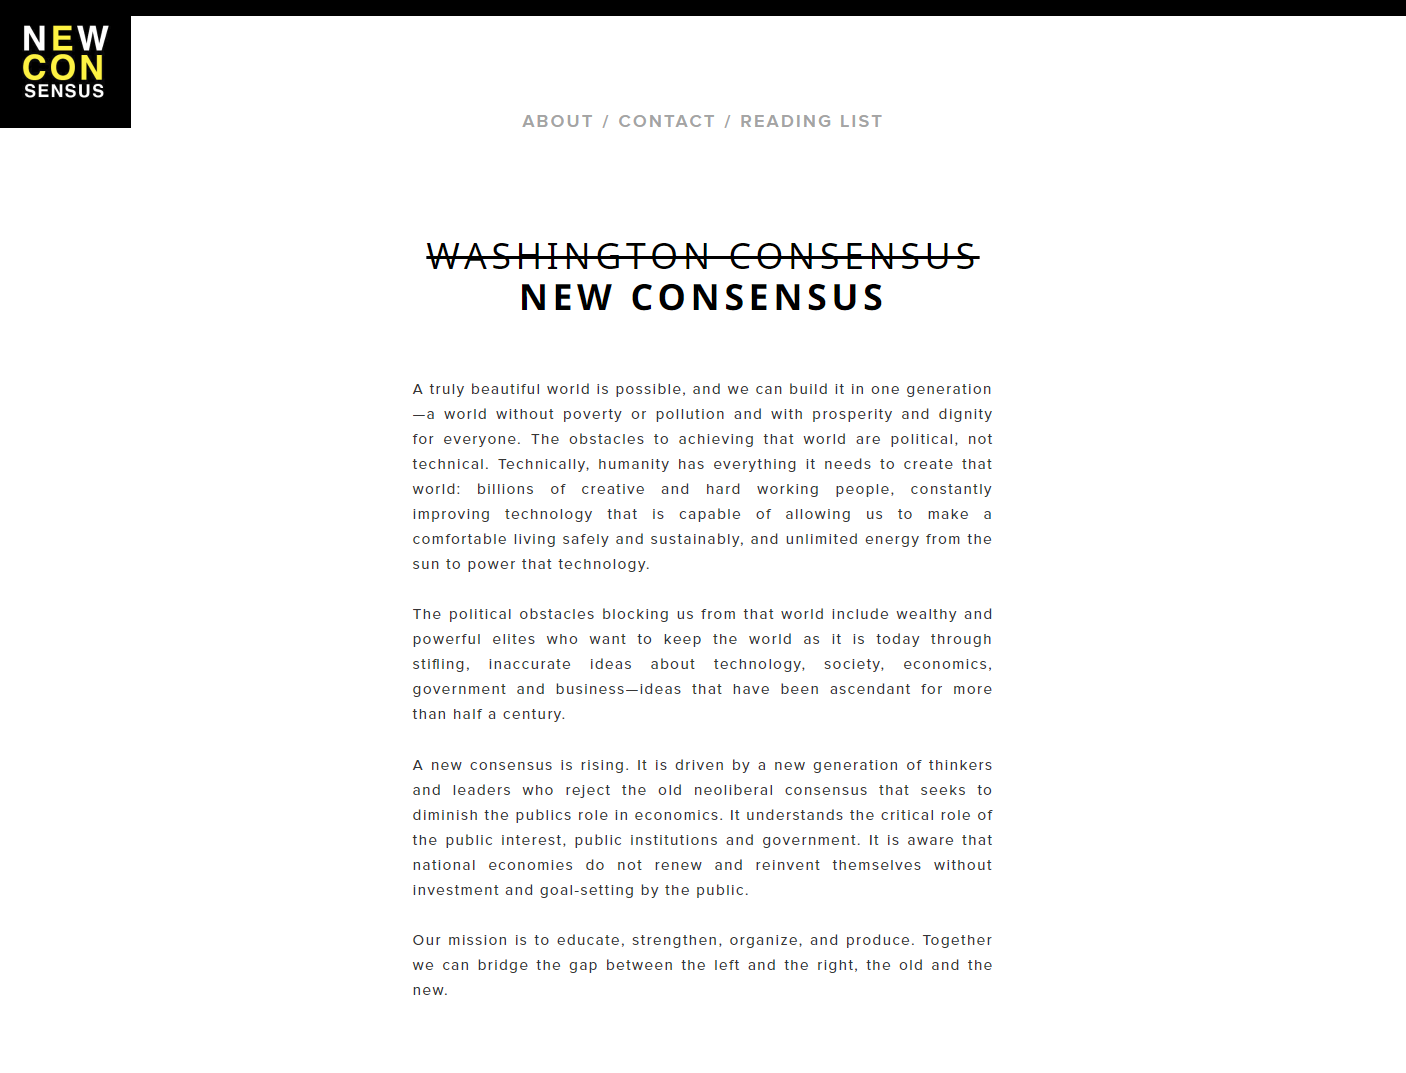 NEW
CON
SENSUS
ABOUT / CONTACT / READING LIST
WASHINGTON CONSENSUS
NEW CONSENSUS
A truly beautiful world is possible, and we can build it in one generation
—a world without poverty or pollution and with prosperity and dignity
for everyone. The obstacles to achieving that world are political, not
technical. Technically, humanity has everything it needs to create that
world: billions of creative and hard working people, constantly
improving technology that is capable of allowing us to make a
comfortable living safely and sustainably, and unlimited energy from the
sun to power that technology.
The political obstacles blocking us from that world include wealthy and
powerful elites who want to keep the world as it is today through
stifling, inaccurate ideas about technology, society, economics,
government and business—ideas that have been ascendant for more
than half a century.
A new consensus is rising. It is driven by a new generation of thinkers
and leaders who reject the old neoliberal consensus that seeks to
diminish the publics role in economics. It understands the critical role of
the public interest, public institutions and government. It is aware that
national economies do not renew and reinvent themselves without
investment and goal-setting by the public.
Our mission is to educate, strengthen, organize, and produce. Together
we can bridge the gap between the left and the right, the old and the
new.